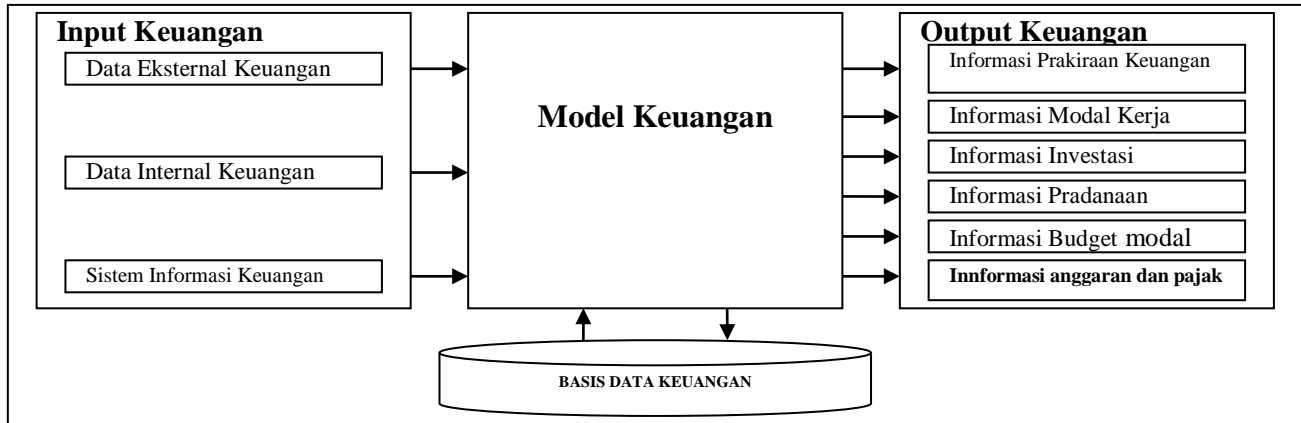 Input Keuangan
Data Eksternal Keuangan
Data Internal Keuangan
Sistem Informasi Keuangan
Model Keuangan
Output Keuangan
Informasi Prakiraan Keuangan
Informasi Modal Kerja
Informasi Investasi
Informasi Pradanaan
Informasi Budget modal
Innformasi anggaran dan pajak
BASIS DATA KEUANGAN